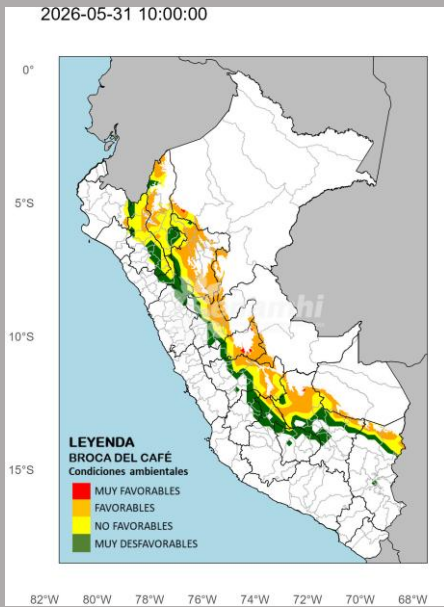 2026-05-31 10:00:00
0°
5°S
10°S
15°S
senamhi
LEYENDA
BROCA DEL CAFÉ
Condiciones ambientales
MUY FAVORABLES
FAVORABLES
NO FAVORABLES
MUY DESFAVORABLES
82°W 80°W 78°W 76°W 74°W 72°W 70°W 68°W